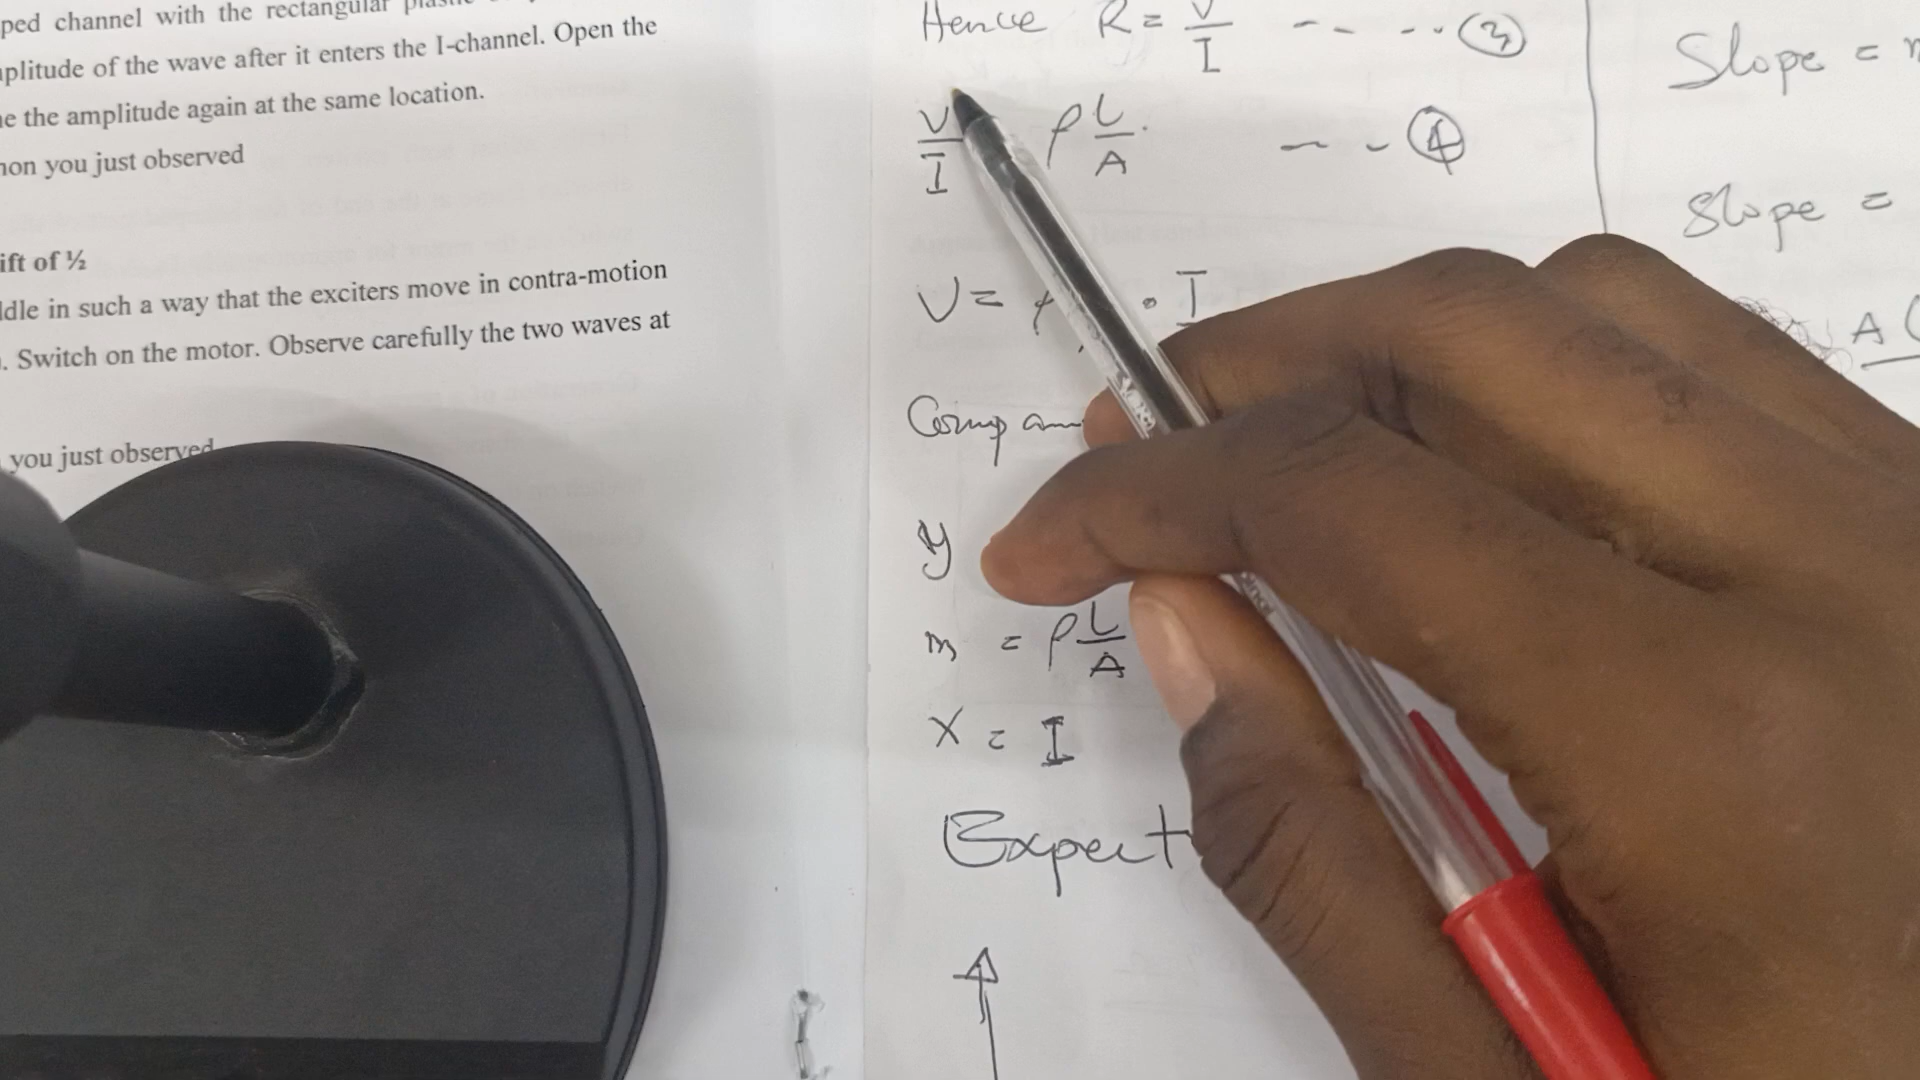 ped channel with the rectangular
plitude of the wave after it enters the I-channel. Open the
e the amplitude again at the same location.
non you just observed
ift of ½
ldle in such a way that the exciters move in contra-motion
. Switch on the motor. Observe carefully the two waves at
you just observed
Hence R = V/I -- -·· ③
V/I ρ L/A · -- - ④
V = · I
Comp
y
m = ρ L/A
X = I
Expect
Slope =
Slope =
A (